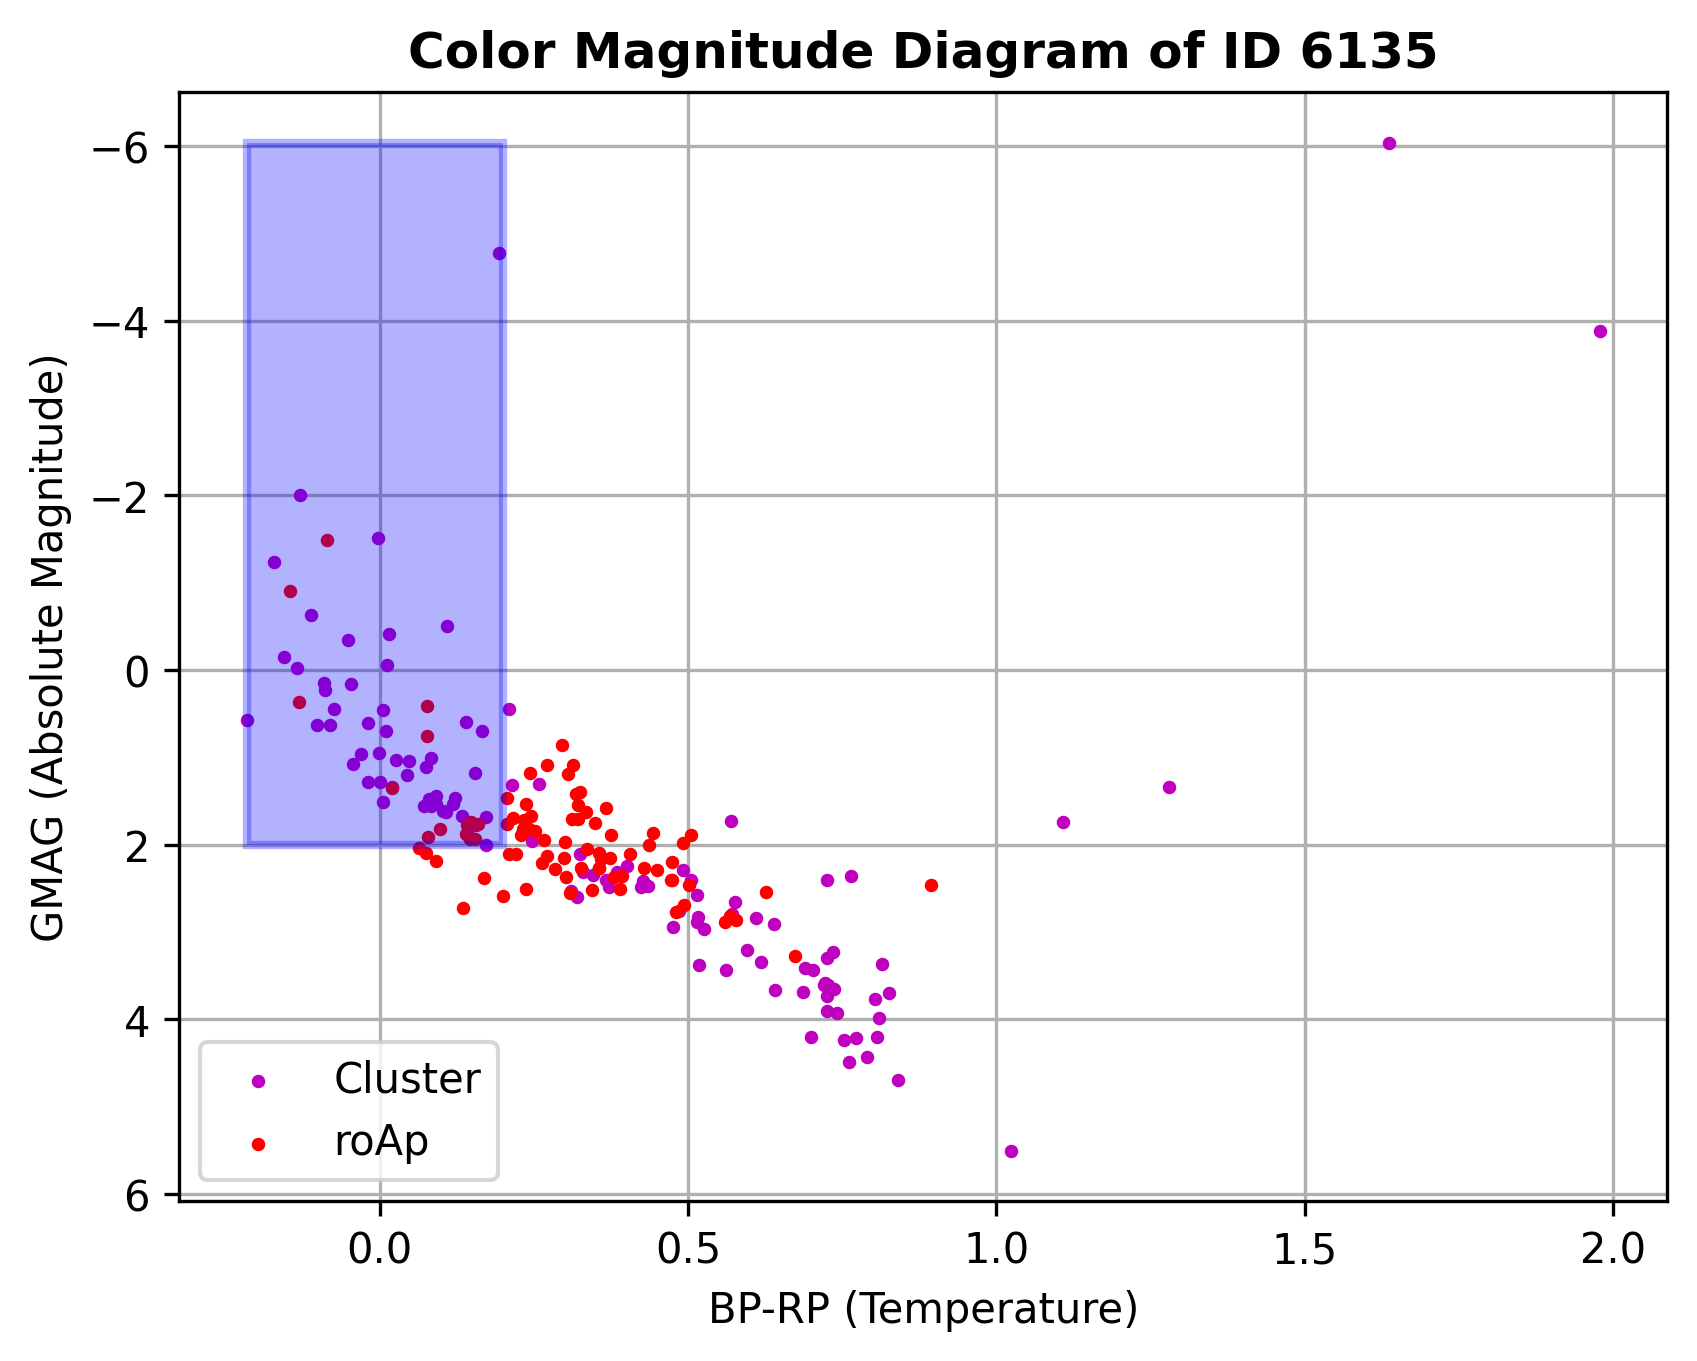 Color Magnitude Diagram of ID 6135
GMAG (Absolute Magnitude)
−6
−4
−2
0
2
4
6
Cluster
roAp
0.0 0.5 1.0 1.5 2.0
BP-RP (Temperature)